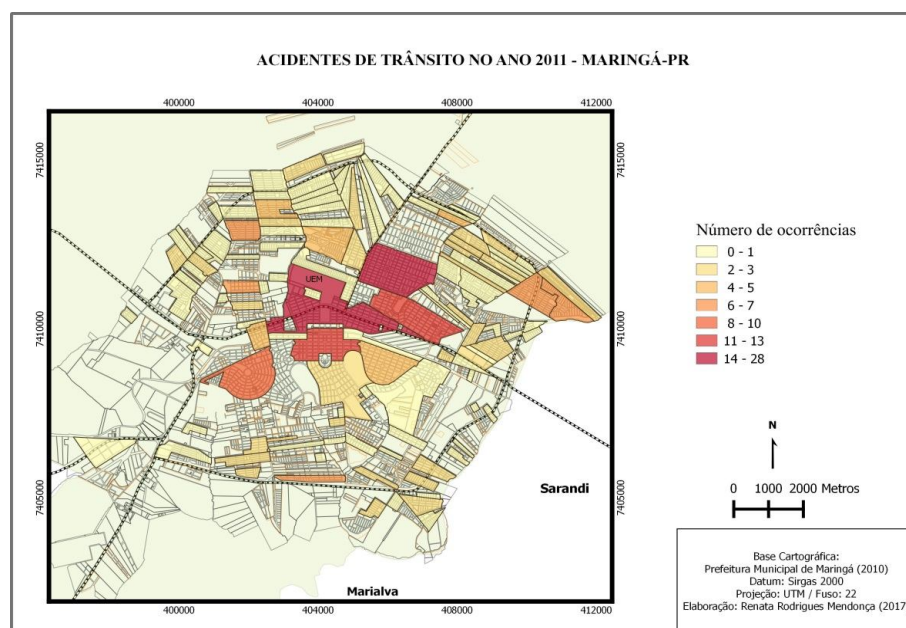 ACIDENTES DE TRÂNSITO NO ANO 2011 - MARINGÁ-PR
400000 404000 408000 412000
7415000 7415000
Número de ocorrências
0 - 1
2 - 3
4 - 5
6 - 7
8 - 10
11 - 13
14 - 28
UEM
7410000 7410000
N
0 1000 2000 Metros
Sarandi
7405000 7405000
Marialva
400000 404000 408000 412000
Base Cartográfica:
Prefeitura Municipal de Maringá (2010)
Datum: Sirgas 2000
Projeção: UTM / Fuso: 22
Elaboração: Renata Rodrigues Mendonça (2017